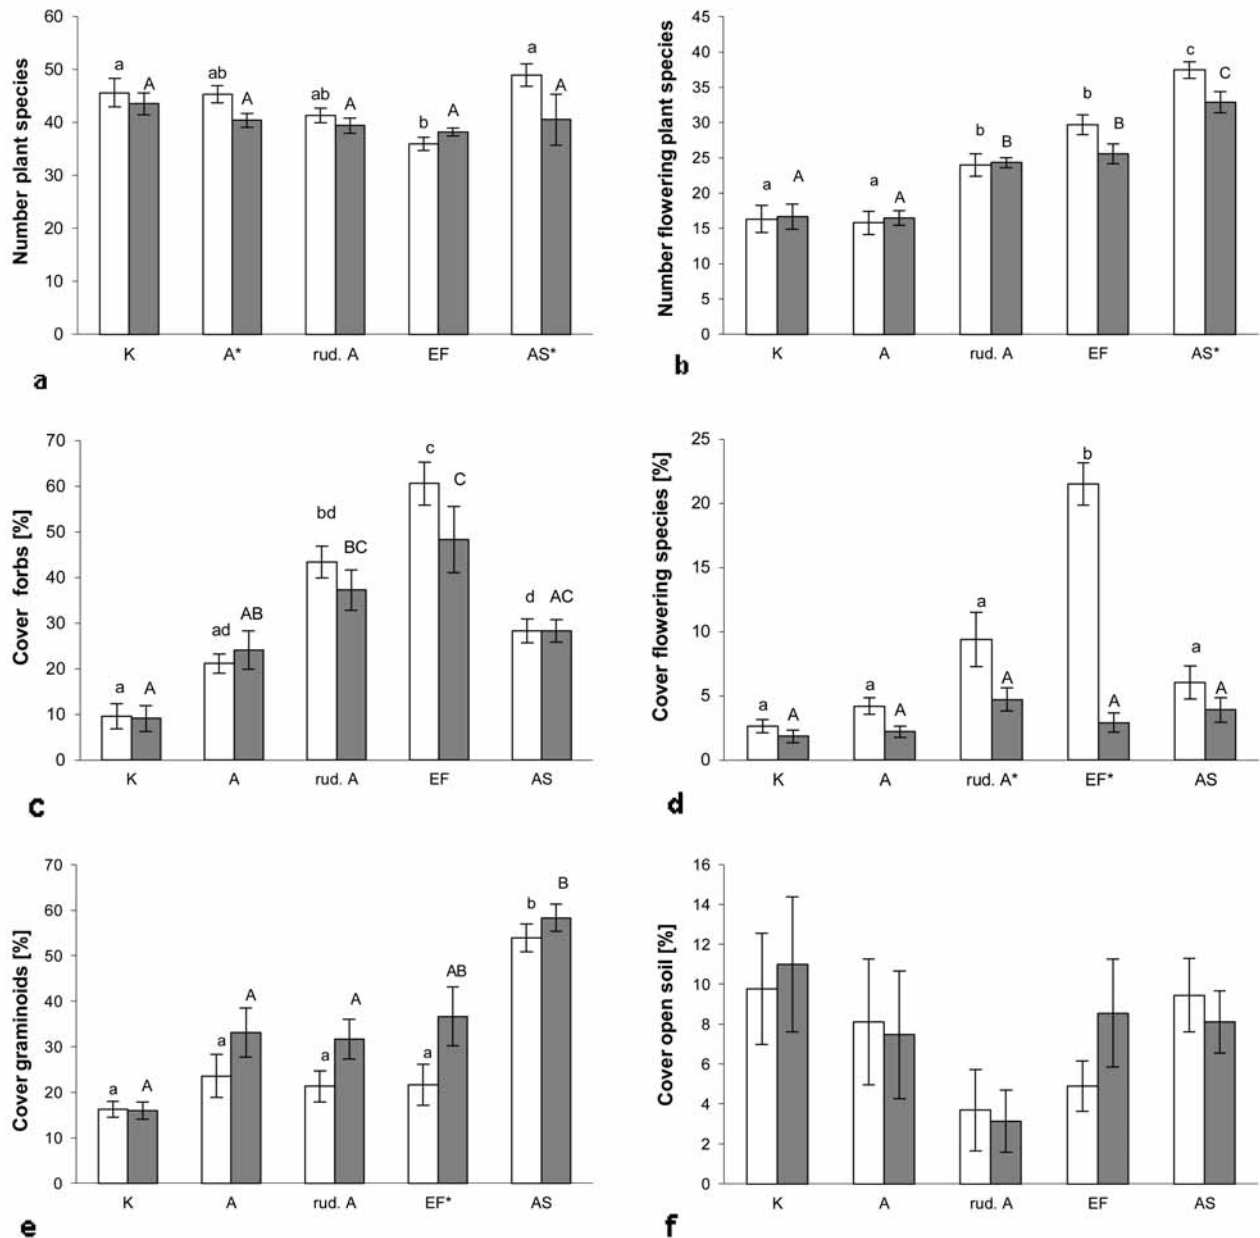 Number plant species
60
50
40
30
20
10
0
a A ab A ab A b A a A
K A* rud. A EF AS*
a
Number flowering plant species
45
40
35
30
25
20
15
10
5
0
a A a A b B b B c C
K A rud. A EF AS*
b
Cover forbs [%]
70
60
50
40
30
20
10
0
a A ad AB bd BC c C d AC
K A rud. A EF AS
c
Cover flowering species [%]
25
20
15
10
5
0
a A a A a A b A a A
K A rud. A* EF* AS
d
Cover graminoids [%]
70
60
50
40
30
20
10
0
a A a A a A a AB b B
K A rud. A EF* AS
e
Cover open soil [%]
16
14
12
10
8
6
4
2
0
K A rud. A EF AS
f